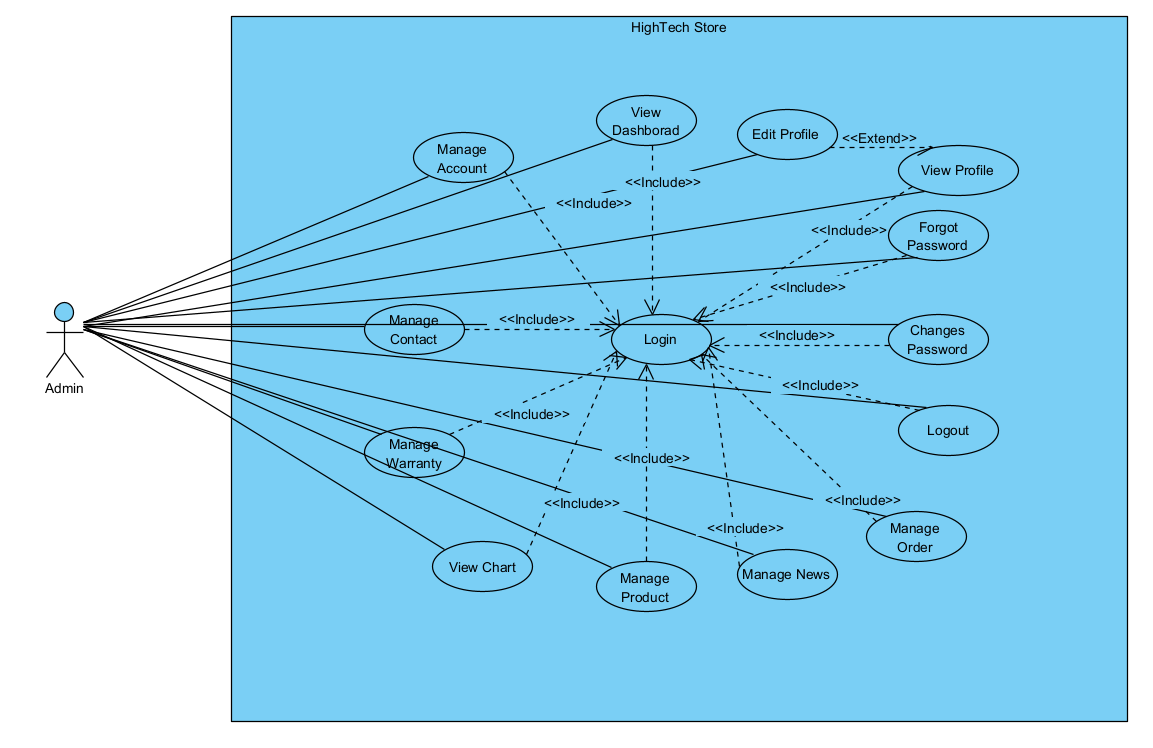 HighTech Store
View
Dashborad
Edit Profile
<<Extend>>
Manage
Account
View Profile
<<Include>>
<<Include>>
Forgot
Password
<<Include>>
<<Include>>
Manage
Contact
<<Include>>
Login
<<Include>>
Changes
Password
Admin
<<Include>>
<<Include>>
Logout
Manage
Warranty
<<Include>>
<<Include>>
<<Include>>
<<Include>>
Manage
Order
View Chart
Manage
Product
Manage News